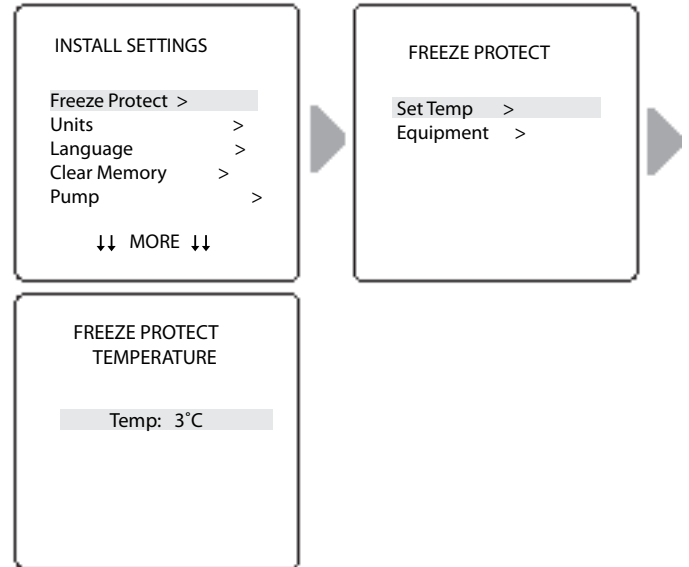 INSTALL SETTINGS
Freeze Protect >
Units >
Language >
Clear Memory >
Pump >
↓↓ MORE ↓↓
FREEZE PROTECT
Set Temp >
Equipment >
FREEZE PROTECT
TEMPERATURE
Temp: 3˚C